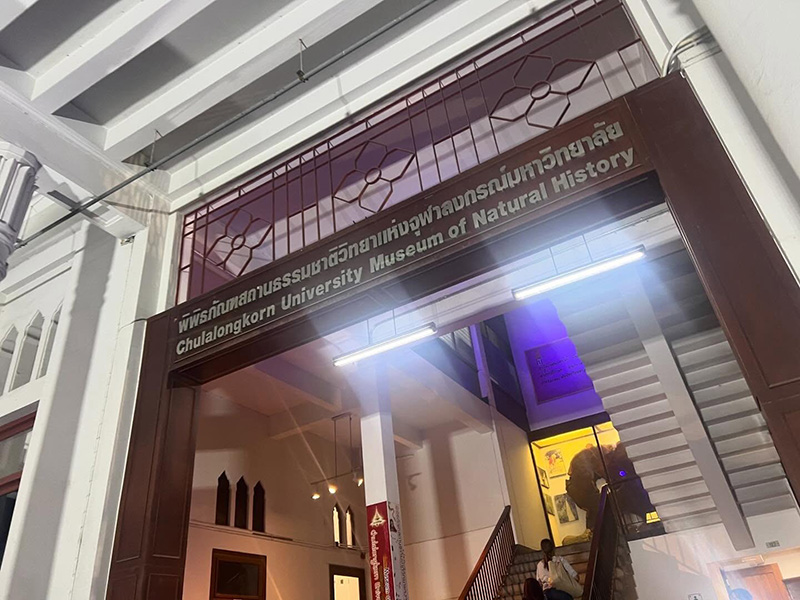 พิพิธภัณฑสถานธรรมชาติวิทยาแห่งจุฬาลงกรณ์มหาวิทยาลัย
Chulalongkorn University Museum of Natural History